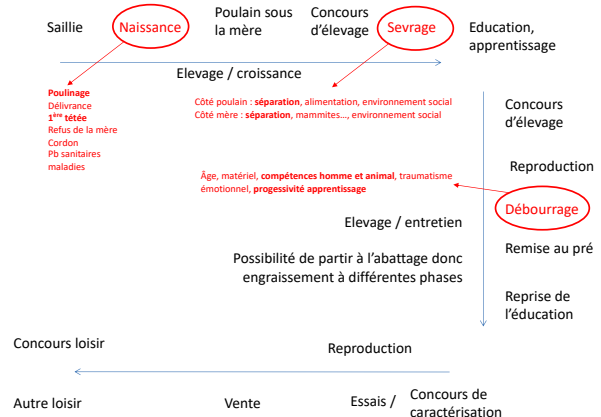 Saillie
Naissance
Poulain sous
la mère
Concours
d'élevage
Sevrage
Education,
apprentissage
Elevage / croissance
Poulinage
Délivrance
1ère tétée
Refus de la mère
Cordon
Pb sanitaires
maladies
Côté poulain : séparation, alimentation, environnement social
Côté mère : séparation, mammites…, environnement social
Concours
d'élevage
Reproduction
Âge, matériel, compétences homme et animal, traumatisme
émotionnel, progessivité apprentissage
Débourrage
Elevage / entretien
Remise au pré
Possibilité de partir à l'abattage donc
engraissement à différentes phases
Reprise de
l'éducation
Concours loisir
Reproduction
Autre loisir
Vente
Essais /
Concours de
caractérisation